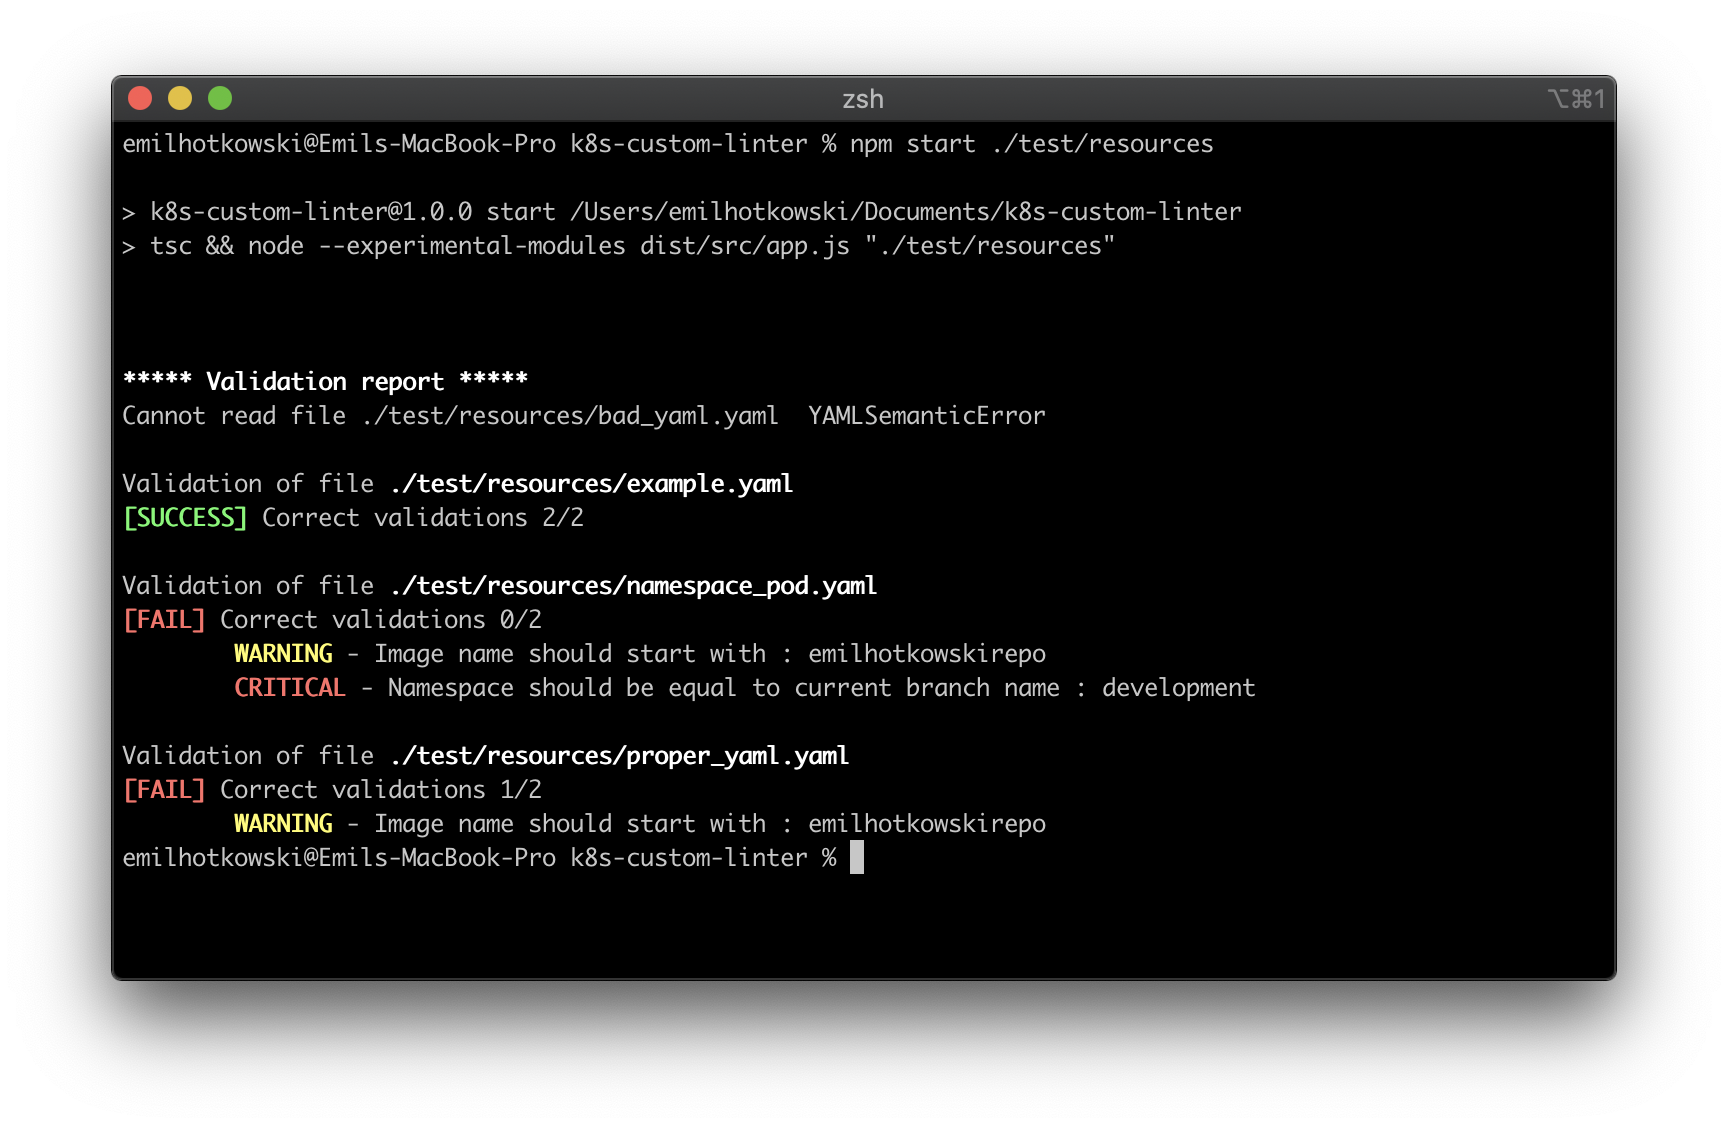 zsh
⌥⌘1
emilhotkowski@Emils-MacBook-Pro k8s-custom-linter % npm start ./test/resources
> k8s-custom-linter@1.0.0 start /Users/emilhotkowski/Documents/k8s-custom-linter
> tsc && node --experimental-modules dist/src/app.js "./test/resources"
***** Validation report *****
Cannot read file ./test/resources/bad_yaml.yaml  YAMLSemanticError
Validation of file ./test/resources/example.yaml
[SUCCESS] Correct validations 2/2
Validation of file ./test/resources/namespace_pod.yaml
[FAIL] Correct validations 0/2
WARNING - Image name should start with : emilhotkowskirepo
CRITICAL - Namespace should be equal to current branch name : development
Validation of file ./test/resources/proper_yaml.yaml
[FAIL] Correct validations 1/2
WARNING - Image name should start with : emilhotkowskirepo
emilhotkowski@Emils-MacBook-Pro k8s-custom-linter %